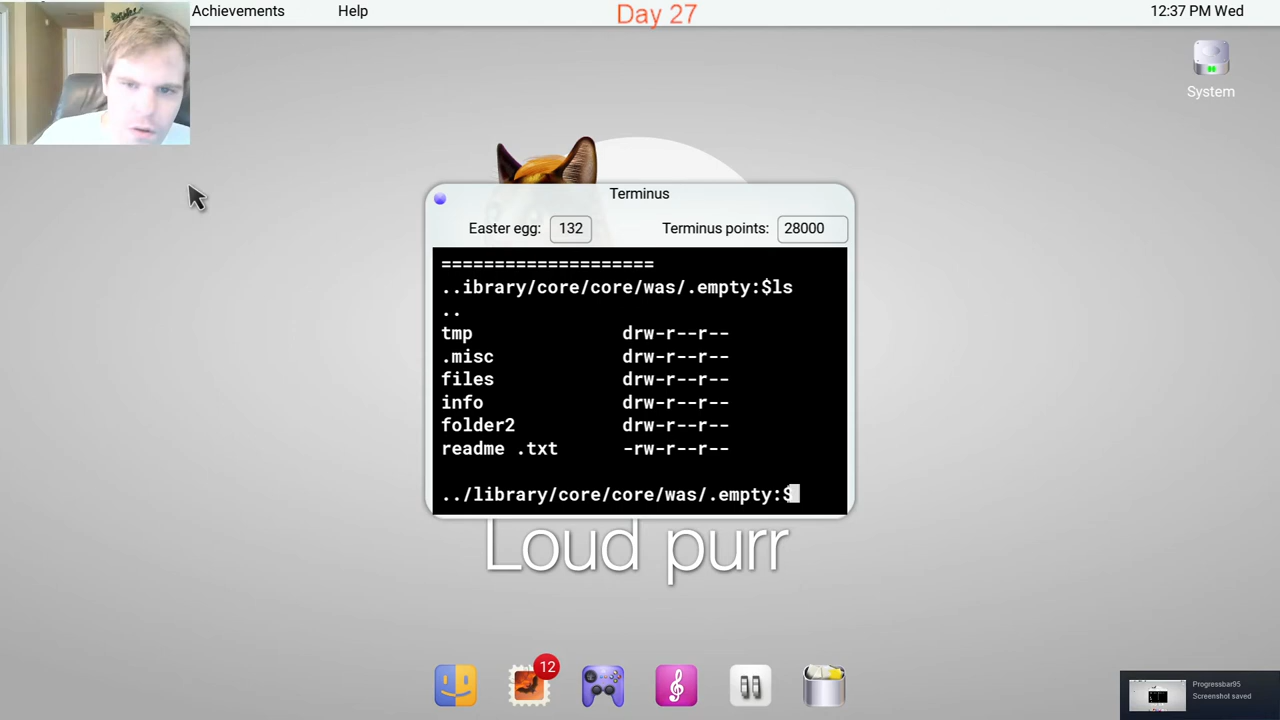 Achievements Help Day 27 12:37 PM Wed
System
Terminus
Easter egg: 132 Terminus points: 28000
====================
..ibrary/core/core/was/.empty:$ls
..
tmp drw-r--r--
.misc drw-r--r--
files drw-r--r--
info drw-r--r--
folder2 drw-r--r--
readme .txt -rw-r--r--
../library/core/core/was/.empty:$
Loud purr
12
Progressbar95
Screenshot saved